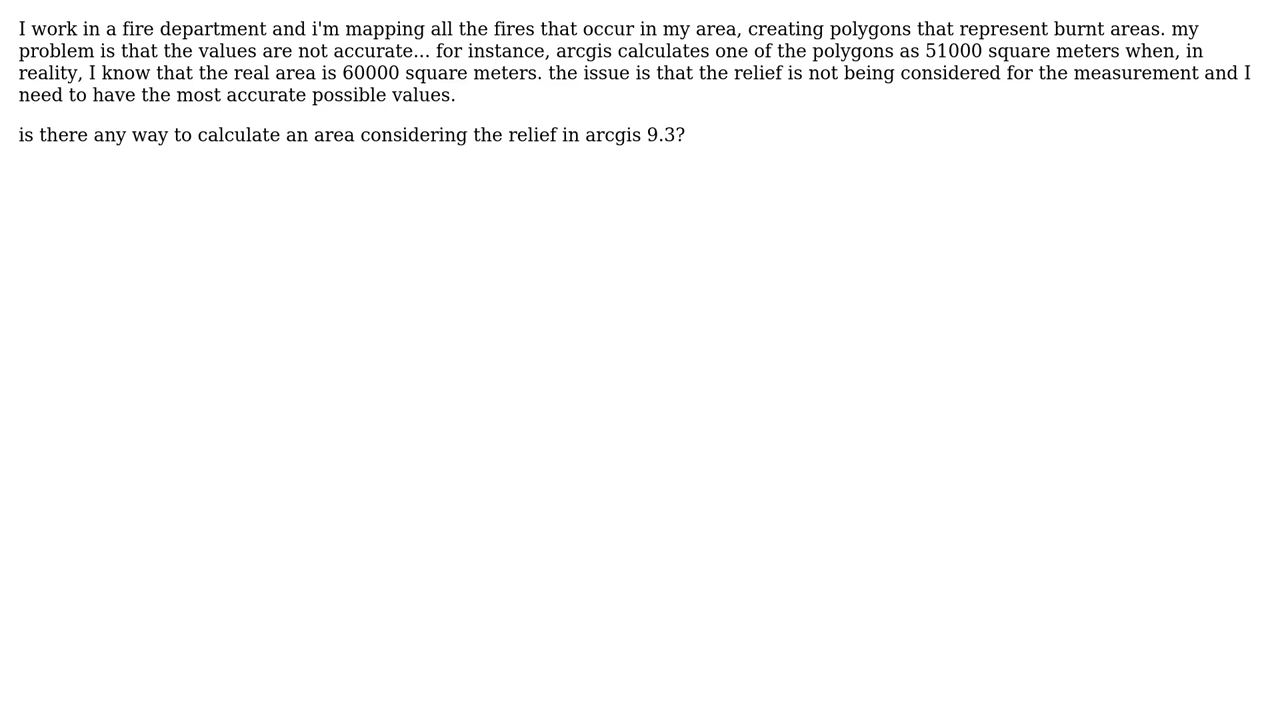 I work in a fire department and i'm mapping all the fires that occur in my area, creating polygons that represent burnt areas. my
problem is that the values are not accurate... for instance, arcgis calculates one of the polygons as 51000 square meters when, in
reality, I know that the real area is 60000 square meters. the issue is that the relief is not being considered for the measurement and I
need to have the most accurate possible values.
is there any way to calculate an area considering the relief in arcgis 9.3?